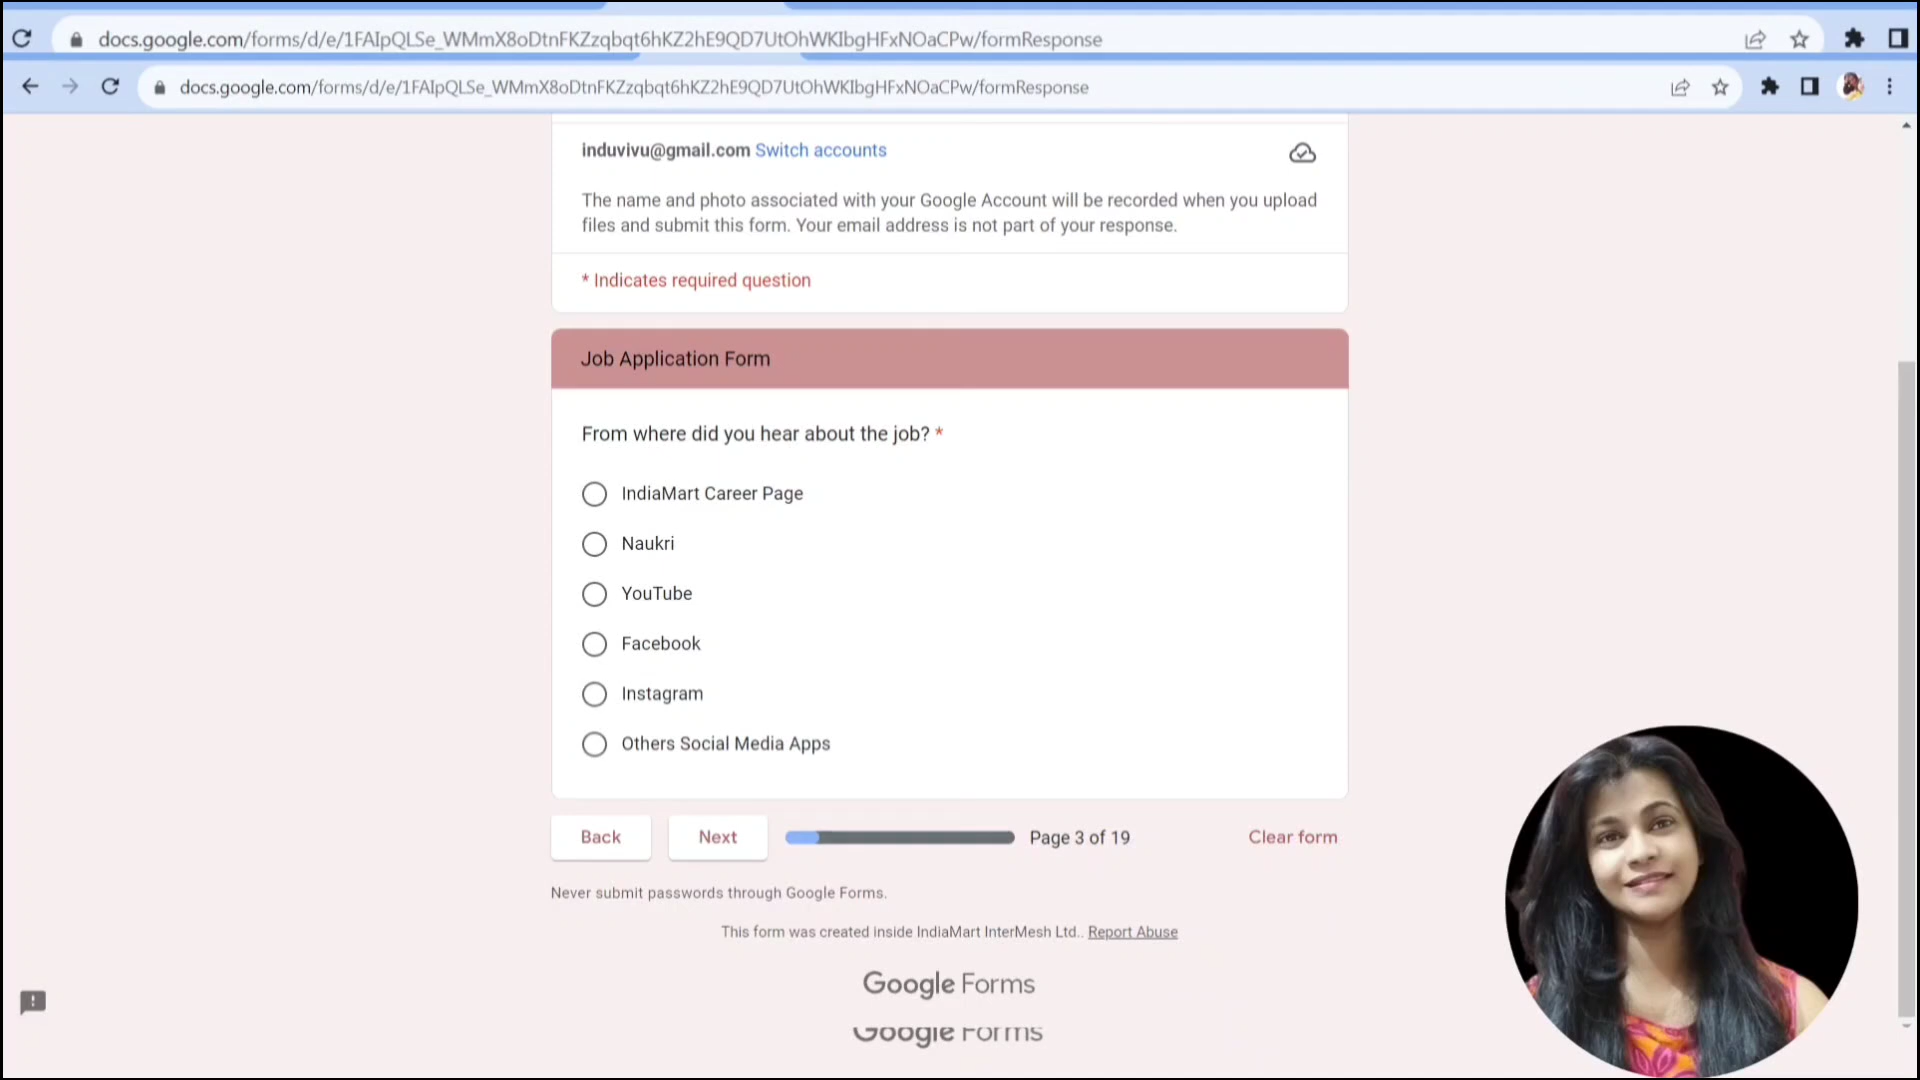 docs.google.com/forms/d/e/1FAIpQLSe_WMmX8oDtnFKZzqbqt6hKZ2hE9QD7UtOhWKIbgHFxNOaCPw/formResponse
docs.google.com/forms/d/e/1FAIpQLSe_WMmX8oDtnFKZzqbqt6hKZ2hE9QD7UtOhWKIbgHFxNOaCPw/formResponse
induvivu@gmail.com Switch accounts
The name and photo associated with your Google Account will be recorded when you upload
files and submit this form. Your email address is not part of your response.
* Indicates required question
Job Application Form
From where did you hear about the job? *
IndiaMart Career Page
Naukri
YouTube
Facebook
Instagram
Others Social Media Apps
Back Next Page 3 of 19 Clear form
Never submit passwords through Google Forms.
This form was created inside IndiaMart InterMesh Ltd.. Report Abuse
Google Forms
Google Forms